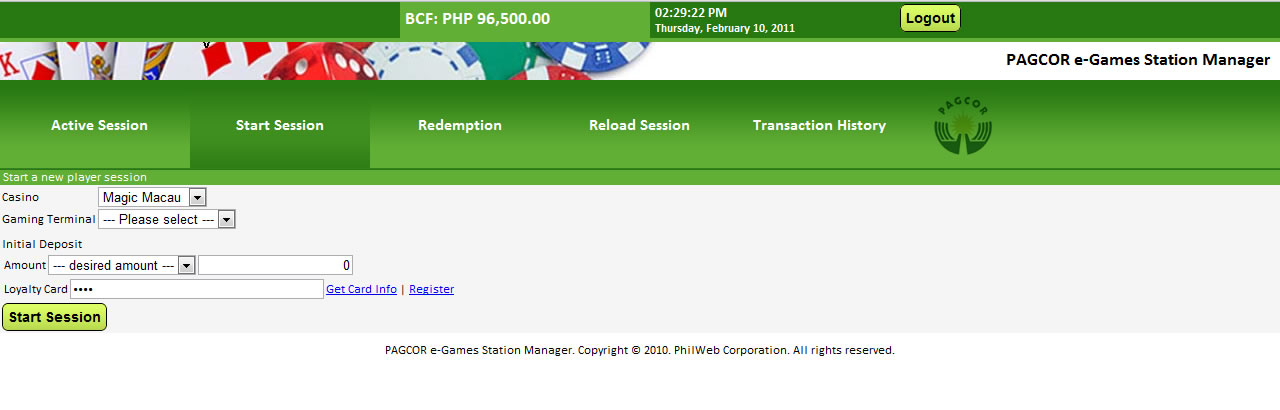 BCF: PHP 96,500.00
02:29:22 PM
Thursday, February 10, 2011
Logout
K
PAGCOR e-Games Station Manager
Active Session
Start Session
Redemption
Reload Session
Transaction History
PAGCOR
Start a new player session
Casino Magic Macau
Gaming Terminal --- Please select ---
Initial Deposit
Amount --- desired amount --- 0
Loyalty Card •••• Get Card Info | Register
Start Session
PAGCOR e-Games Station Manager. Copyright © 2010. PhilWeb Corporation. All rights reserved.